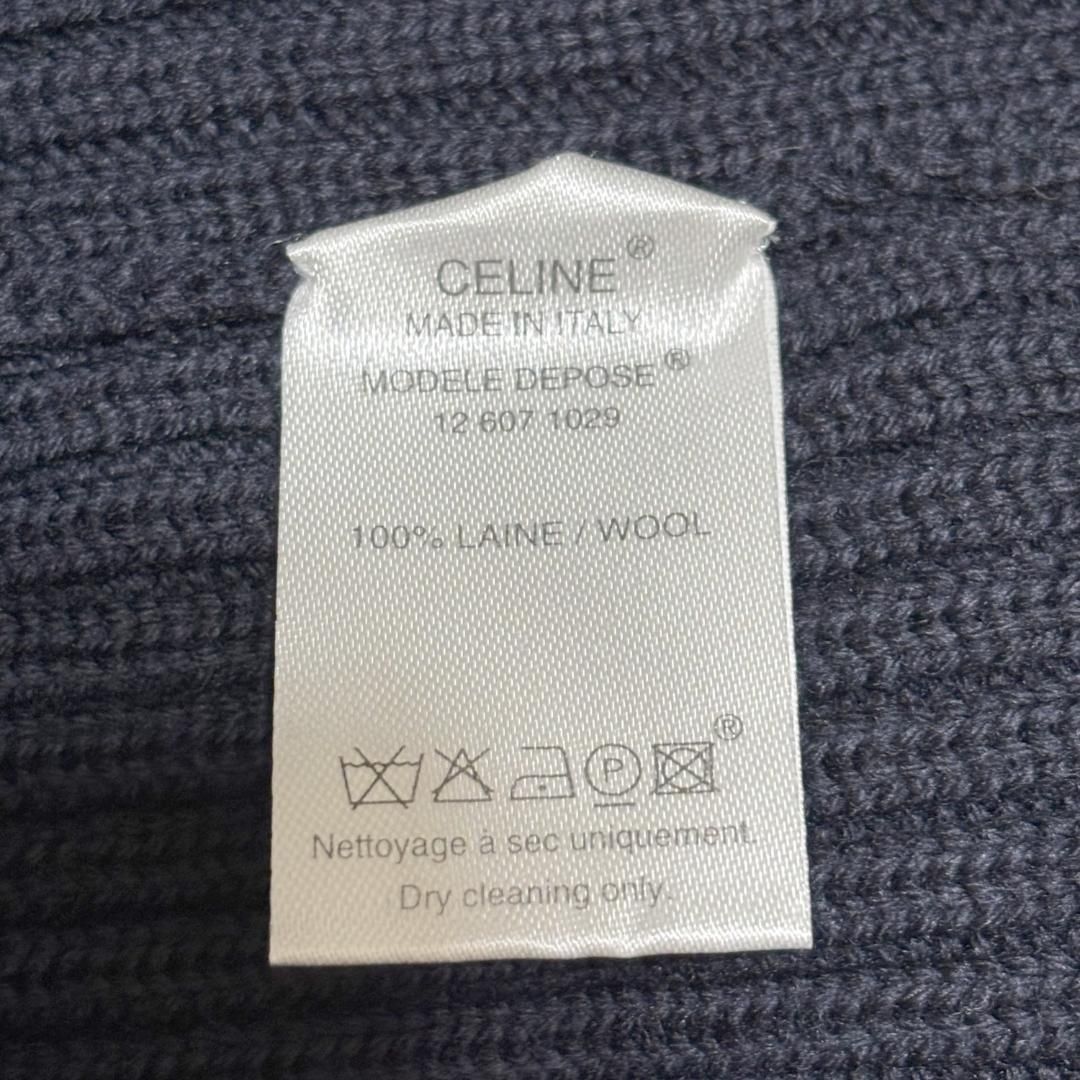 CELINE®
MADE IN ITALY
MODELE DEPOSE®
12 607 1029
100% LAINE / WOOL
P ®
Nettoyage à sec uniquement.
Dry cleaning only.